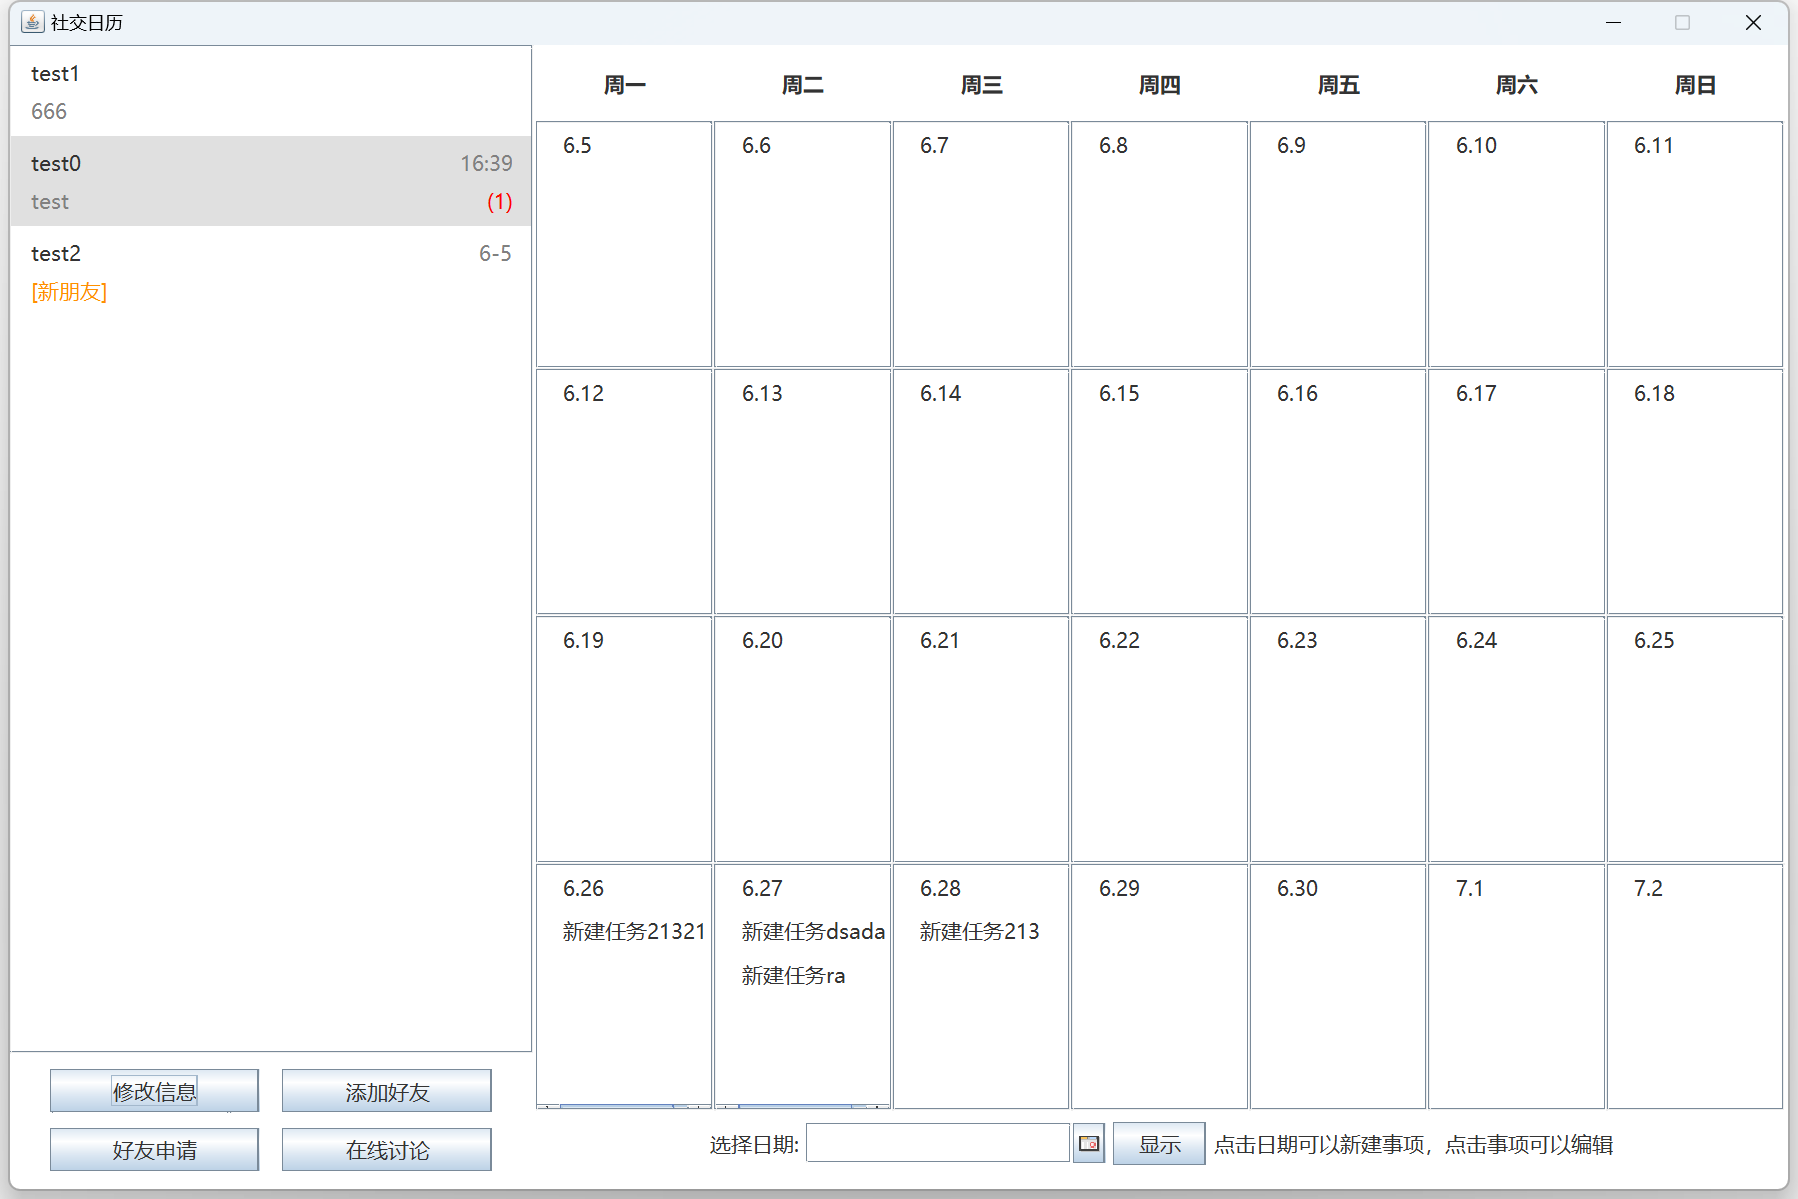 社交日历
test1
666
test0 16:39
test (1)
test2 6-5
[新朋友]
修改信息 添加好友
好友申请 在线讨论
周一 周二 周三 周四 周五 周六 周日
6.5 6.6 6.7 6.8 6.9 6.10 6.11
6.12 6.13 6.14 6.15 6.16 6.17 6.18
6.19 6.20 6.21 6.22 6.23 6.24 6.25
6.26 6.27 6.28 6.29 6.30 7.1 7.2
新建任务21321 新建任务dsada 新建任务213
新建任务ra
选择日期: 显示 点击日期可以新建事项，点击事项可以编辑